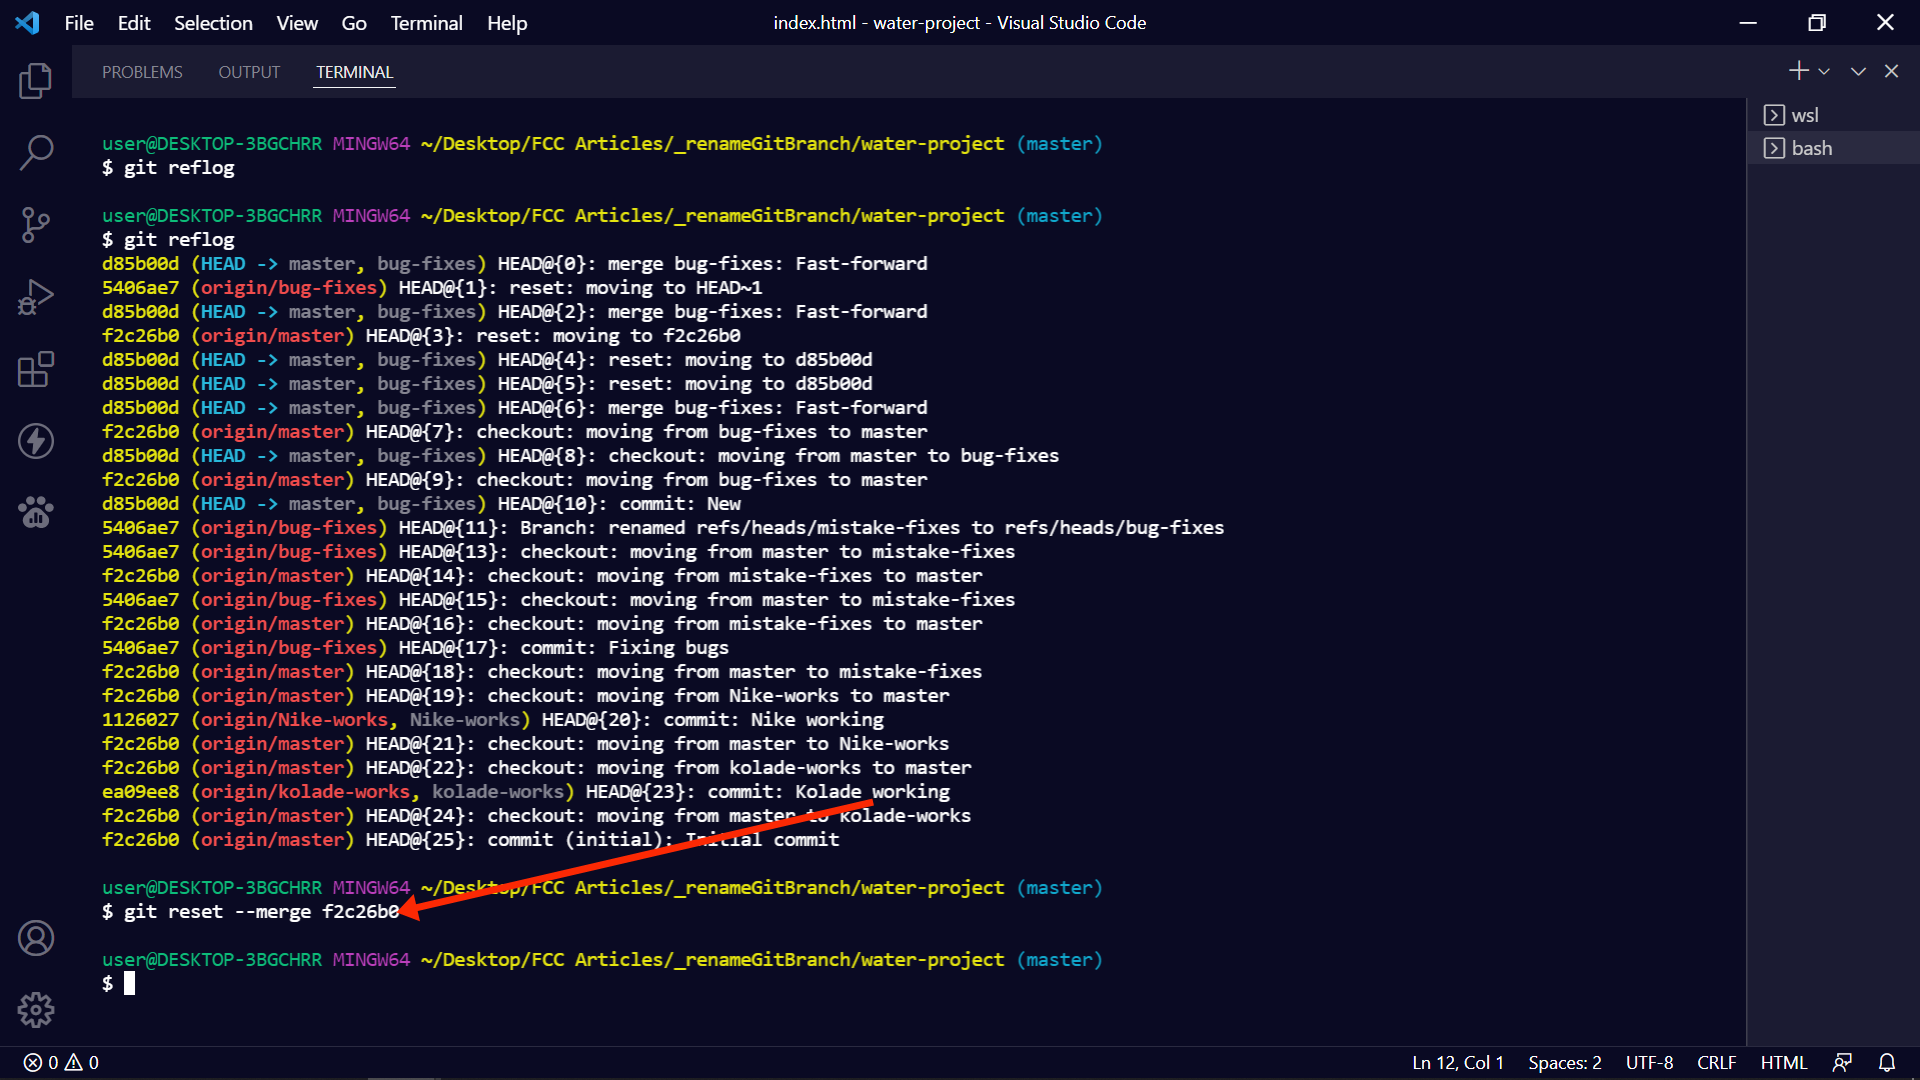 File Edit Selection View Go Terminal Help
index.html - water-project - Visual Studio Code
PROBLEMS OUTPUT TERMINAL
user@DESKTOP-3BGCHRR MINGW64 ~/Desktop/FCC Articles/_renameGitBranch/water-project (master)
$ git reflog
user@DESKTOP-3BGCHRR MINGW64 ~/Desktop/FCC Articles/_renameGitBranch/water-project (master)
$ git reflog
d85b00d (HEAD -> master, bug-fixes) HEAD@{0}: merge bug-fixes: Fast-forward
5406ae7 (origin/bug-fixes) HEAD@{1}: reset: moving to HEAD~1
d85b00d (HEAD -> master, bug-fixes) HEAD@{2}: merge bug-fixes: Fast-forward
f2c26b0 (origin/master) HEAD@{3}: reset: moving to f2c26b0
d85b00d (HEAD -> master, bug-fixes) HEAD@{4}: reset: moving to d85b00d
d85b00d (HEAD -> master, bug-fixes) HEAD@{5}: reset: moving to d85b00d
d85b00d (HEAD -> master, bug-fixes) HEAD@{6}: merge bug-fixes: Fast-forward
f2c26b0 (origin/master) HEAD@{7}: checkout: moving from bug-fixes to master
d85b00d (HEAD -> master, bug-fixes) HEAD@{8}: checkout: moving from master to bug-fixes
f2c26b0 (origin/master) HEAD@{9}: checkout: moving from bug-fixes to master
d85b00d (HEAD -> master, bug-fixes) HEAD@{10}: commit: New
5406ae7 (origin/bug-fixes) HEAD@{11}: Branch: renamed refs/heads/mistake-fixes to refs/heads/bug-fixes
5406ae7 (origin/bug-fixes) HEAD@{13}: checkout: moving from master to mistake-fixes
f2c26b0 (origin/master) HEAD@{14}: checkout: moving from mistake-fixes to master
5406ae7 (origin/bug-fixes) HEAD@{15}: checkout: moving from master to mistake-fixes
f2c26b0 (origin/master) HEAD@{16}: checkout: moving from mistake-fixes to master
5406ae7 (origin/bug-fixes) HEAD@{17}: commit: Fixing bugs
f2c26b0 (origin/master) HEAD@{18}: checkout: moving from master to mistake-fixes
f2c26b0 (origin/master) HEAD@{19}: checkout: moving from Nike-works to master
1126027 (origin/Nike-works, Nike-works) HEAD@{20}: commit: Nike working
f2c26b0 (origin/master) HEAD@{21}: checkout: moving from master to Nike-works
f2c26b0 (origin/master) HEAD@{22}: checkout: moving from kolade-works to master
ea09ee8 (origin/kolade-works, kolade-works) HEAD@{23}: commit: Kolade working
f2c26b0 (origin/master) HEAD@{24}: checkout: moving from master to kolade-works
f2c26b0 (origin/master) HEAD@{25}: commit (initial): Initial commit
user@DESKTOP-3BGCHRR MINGW64 ~/Desktop/FCC Articles/_renameGitBranch/water-project (master)
$ git reset --merge f2c26b0
user@DESKTOP-3BGCHRR MINGW64 ~/Desktop/FCC Articles/_renameGitBranch/water-project (master)
$
wsl
bash
0 0
Ln 12, Col 1 Spaces: 2 UTF-8 CRLF HTML